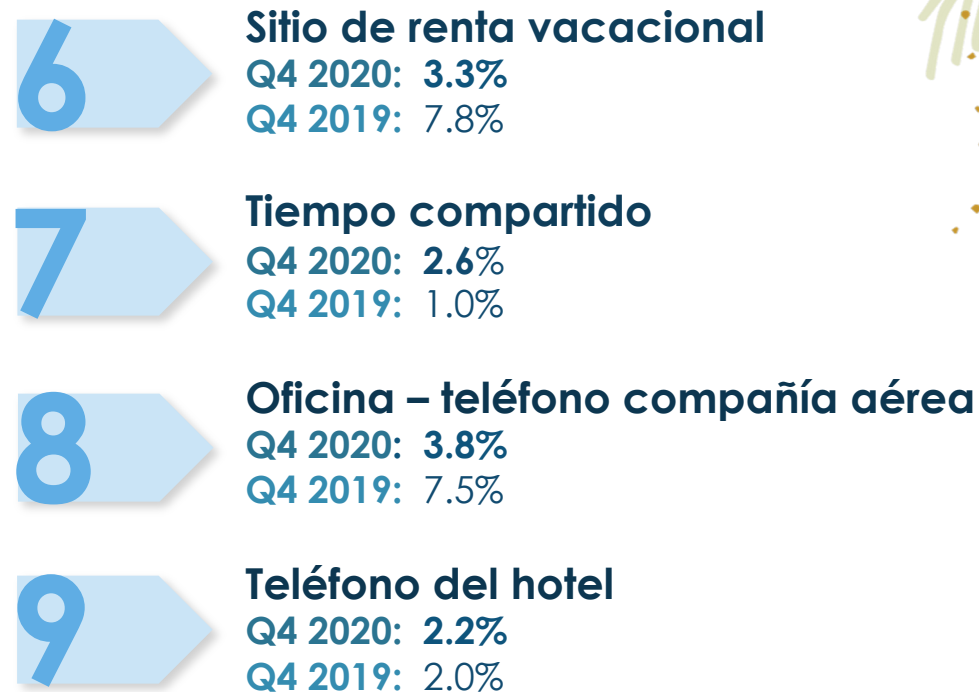 6
Sitio de renta vacacional
Q4 2020: 3.3%
Q4 2019: 7.8%
7
Tiempo compartido
Q4 2020: 2.6%
Q4 2019: 1.0%
8
Oficina – teléfono compañía aérea
Q4 2020: 3.8%
Q4 2019: 7.5%
9
Teléfono del hotel
Q4 2020: 2.2%
Q4 2019: 2.0%